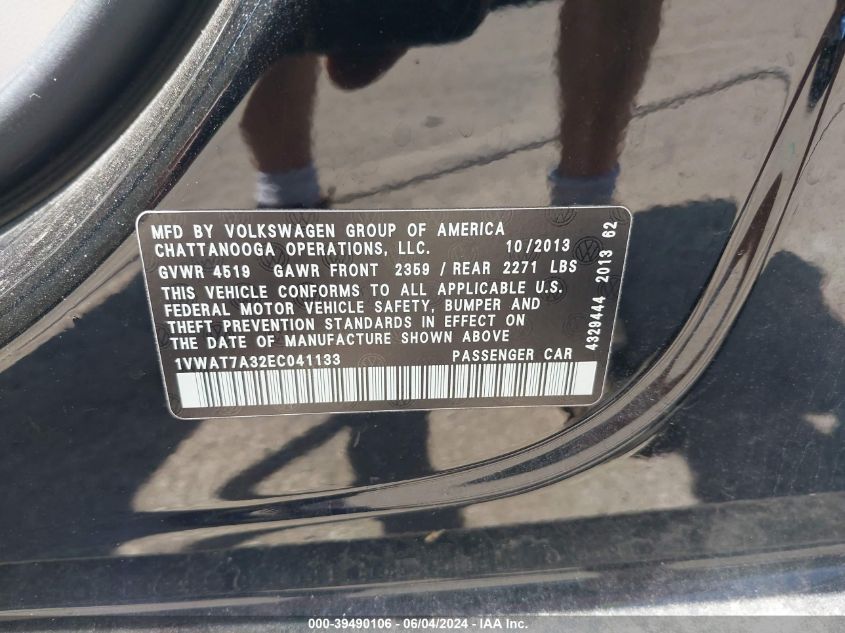 MFD BY VOLKSWAGEN GROUP OF AMERICA
CHATTANOOGA OPERATIONS, LLC. 10/2013
GVWR 4519 GAWR FRONT 2359 / REAR 2271 LBS
THIS VEHICLE CONFORMS TO ALL APPLICABLE U.S.
FEDERAL MOTOR VEHICLE SAFETY, BUMPER AND
THEFT PREVENTION STANDARDS IN EFFECT ON
THE DATE OF MANUFACTURE SHOWN ABOVE
1VWAT7A32EC041133 PASSENGER CAR
4329444 2013 62
000-39490106 - 06/04/2024 - IAA Inc.